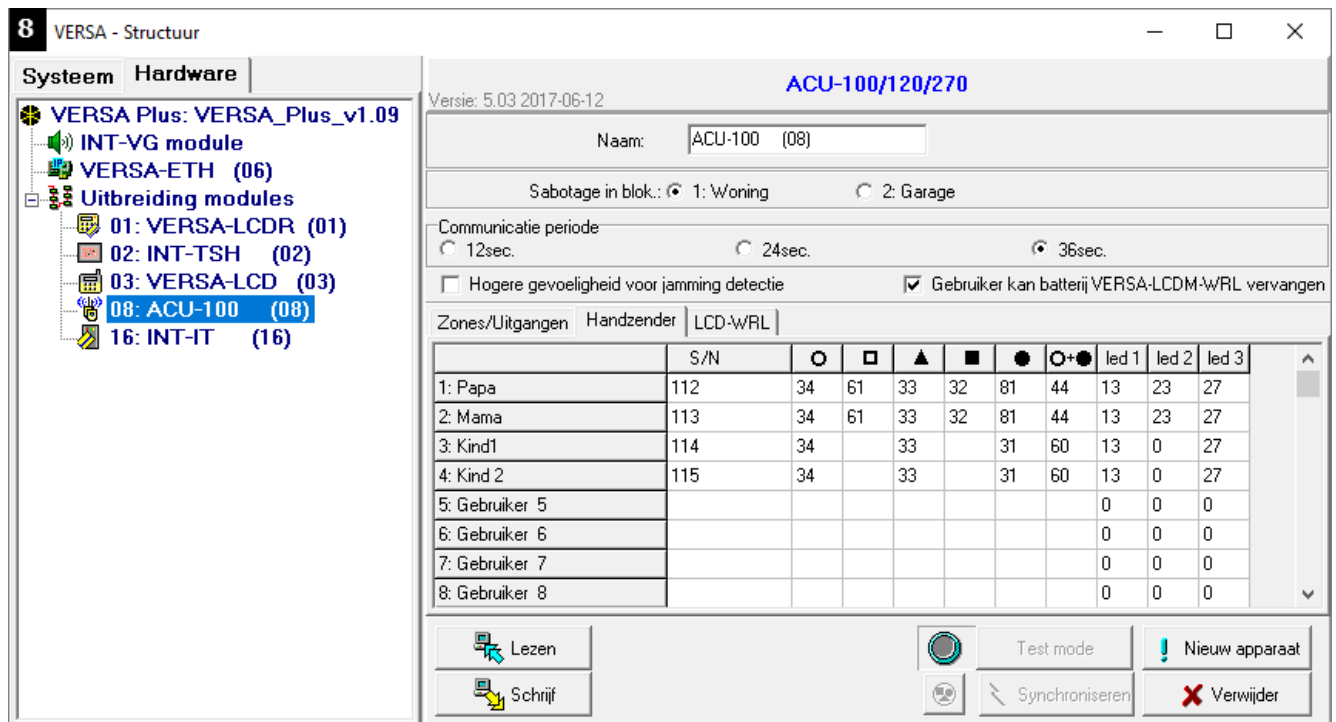 8 VERSA - Structuur
Systeem Hardware
VERSA Plus: VERSA_Plus_v1.09
INT-VG module
VERSA-ETH (06)
Uitbreiding modules
01: VERSA-LCDR (01)
02: INT-TSH (02)
03: VERSA-LCD (03)
08: ACU-100 (08)
16: INT-IT (16)
ACU-100/120/270
Versie: 5.03 2017-06-12
Naam: ACU-100 (08)
Sabotage in blok.: 1: Woning 2: Garage
Communicatie periode
12sec. 24sec. 36sec.
Hogere gevoeligheid voor jamming detectie Gebruiker kan batterij VERSA-LCDM-WRL vervangen
Zones/Uitgangen Handzender LCD-WRL
S/N led 1 led 2 led 3
1: Papa 112 34 61 33 32 81 44 13 23 27
2: Mama 113 34 61 33 32 81 44 13 23 27
3: Kind1 114 34 33 31 60 13 0 27
4: Kind 2 115 34 33 31 60 13 0 27
5: Gebruiker 5 0 0 0
6: Gebruiker 6 0 0 0
7: Gebruiker 7 0 0 0
8: Gebruiker 8 0 0 0
Lezen Test mode Nieuw apparaat
Schrijf Synchroniseren Verwijder